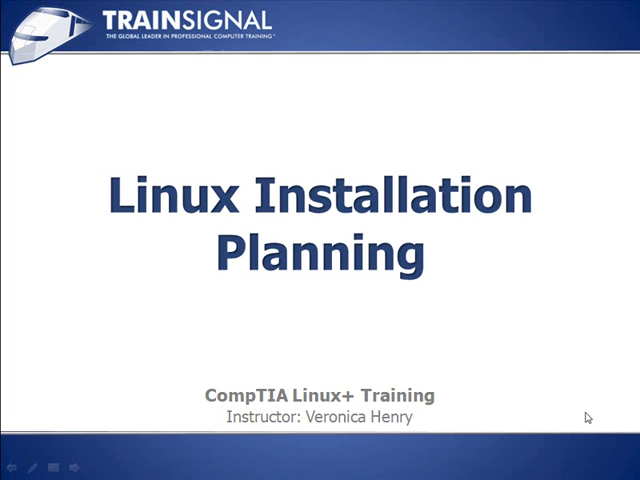 TRAINSIGNAL
THE GLOBAL LEADER IN PROFESSIONAL COMPUTER TRAINING
Linux Installation
Planning
CompTIA Linux+ Training
Instructor: Veronica Henry